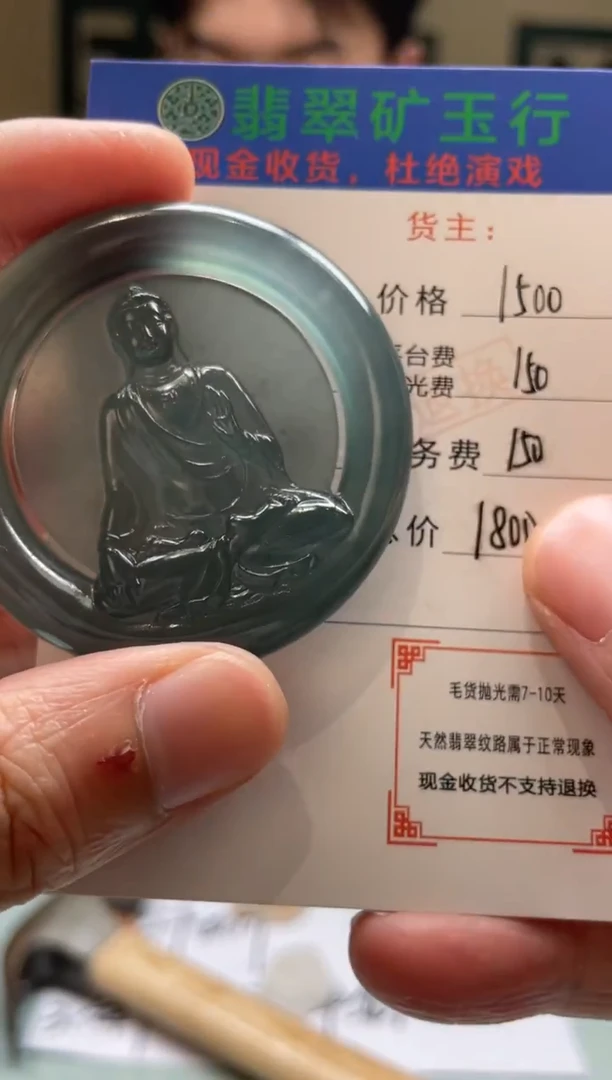 翡翠矿玉行
现金收货，杜绝演戏
货主：
价格 1500
台费
光费 150
务费 150
价 1800
毛货抛光需7-10天
天然翡翠纹路属于正常现象
现金收货不支持退换